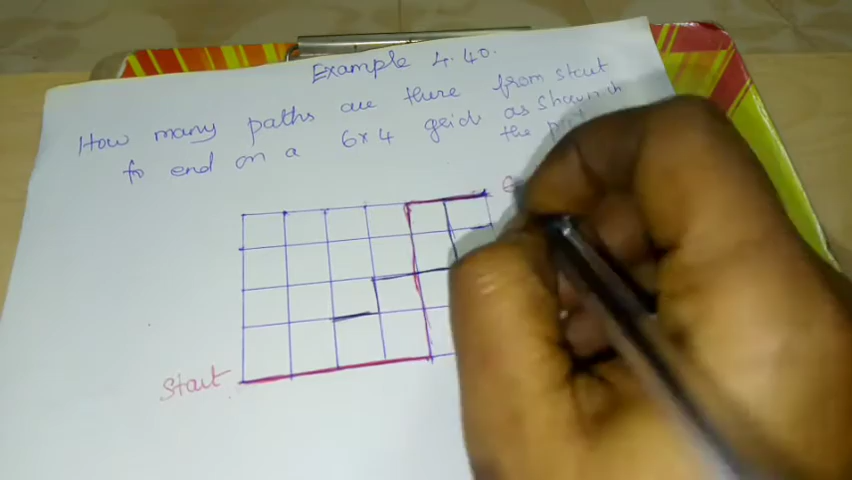 Example 4.40.
How many paths are there from start
to end on a 6x4 grid as shown in
the
Start